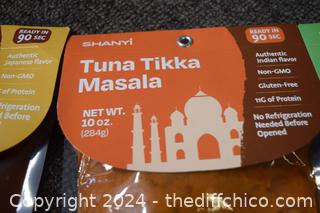 READY IN
90 SEC
Authentic
Japanese flavor
Non-GMO
of Protein
Refrigeration
Needed Before
SHANYi
Tuna Tikka
Masala
NET WT.
10 oz.
(284g)
READY IN
90 SEC
Authentic
Indian flavor
Non-GMO
Gluten-Free
11G of Protein
No Refrigeration
Needed Before
Opened
Copyright 2024 - thediffchico.com